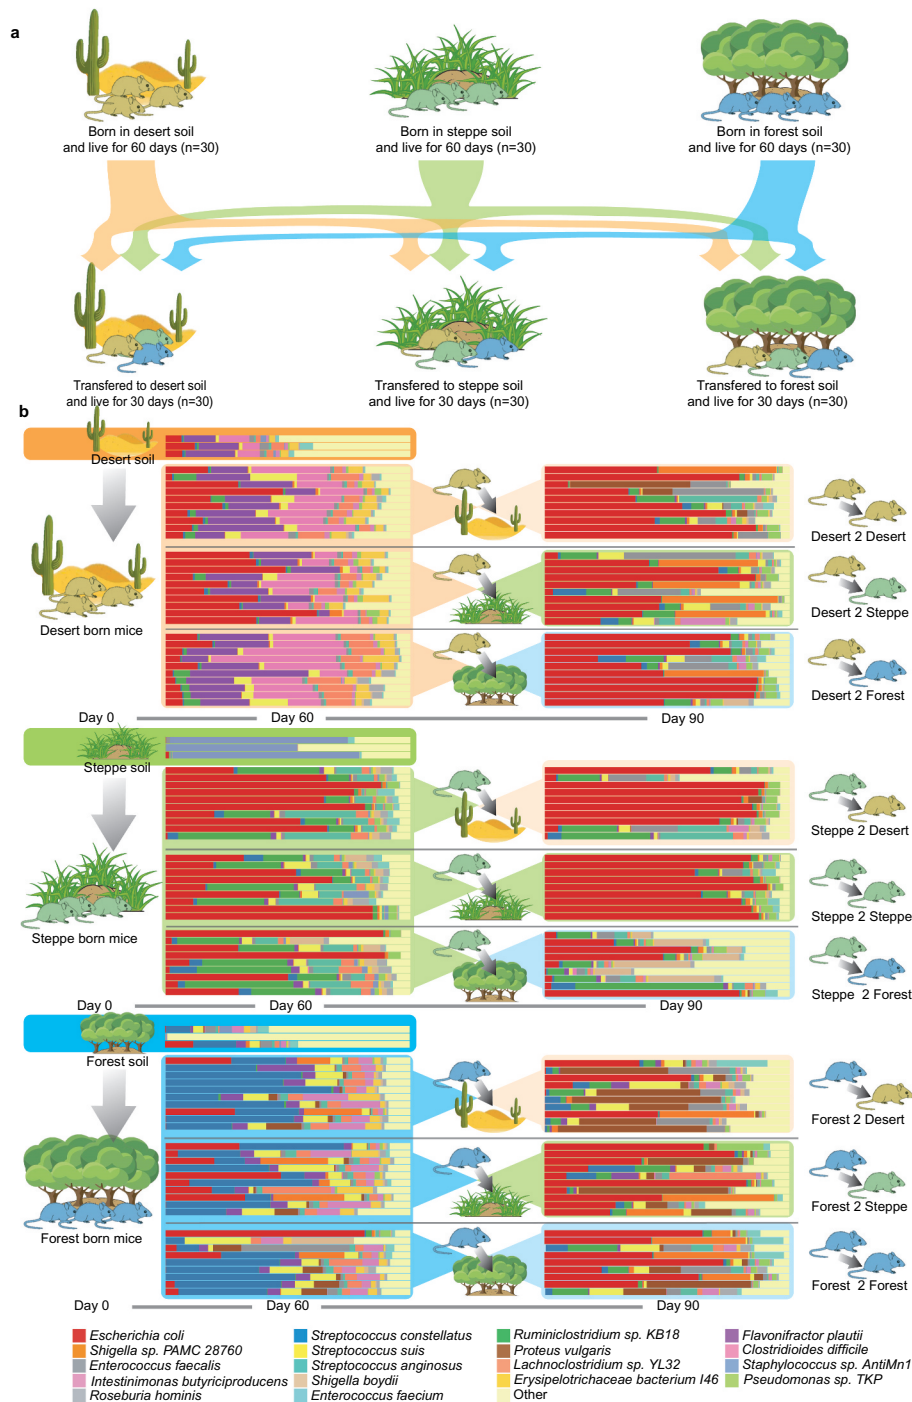 a
Born in desert soil
and live for 60 days (n=30)
Born in steppe soil
and live for 60 days (n=30)
Born in forest soil
and live for 60 days (n=30)
Transfered to desert soil
and live for 30 days (n=30)
Transfered to steppe soil
and live for 30 days (n=30)
Transfered to forest soil
and live for 30 days (n=30)
b
Desert soil
Desert 2 Desert
Desert born mice
Desert 2 Steppe
Desert 2 Forest
Day 0
Day 60
Day 90
Steppe soil
Steppe 2 Desert
Steppe born mice
Steppe 2 Steppe
Steppe 2 Forest
Day 0
Day 60
Day 90
Forest soil
Forest 2 Desert
Forest born mice
Forest 2 Steppe
Forest 2 Forest
Day 0
Day 60
Day 90
Escherichia coli
Shigella sp. PAMC 28760
Enterococcus faecalis
Intestinimonas butyriciproducens
Roseburia hominis
Streptococcus constellatus
Streptococcus suis
Streptococcus anginosus
Shigella boydii
Enterococcus faecium
Ruminiclostridium sp. KB18
Proteus vulgaris
Lachnoclostridium sp. YL32
Erysipelotrichaceae bacterium I46
Other
Flavonifractor plautii
Clostridioides difficile
Staphylococcus sp. AntiMn1
Pseudomonas sp. TKP